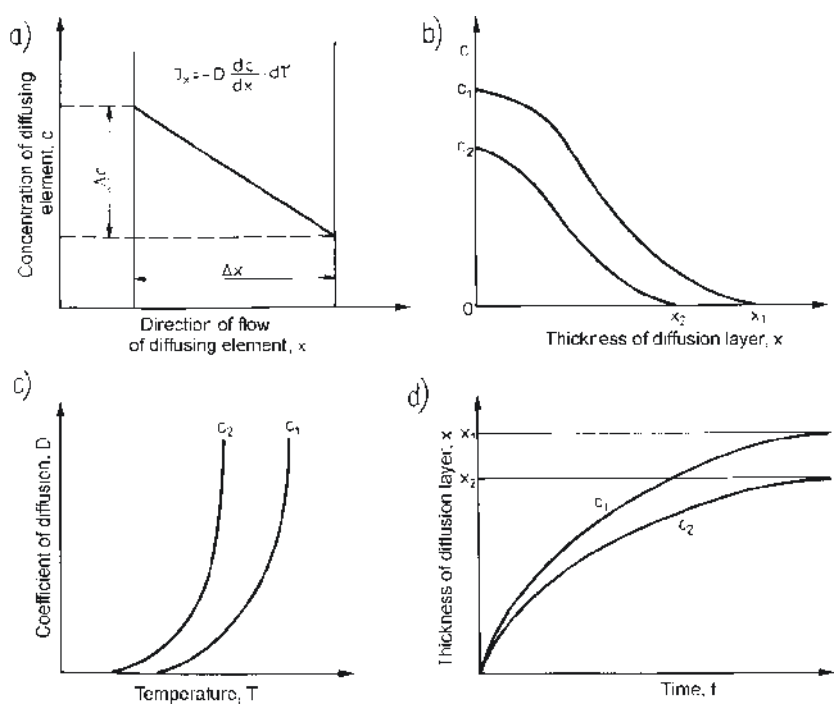 a)
Concentration of diffusing
element, c
Jₓ = -D dc/dx · dT
Δc
Δx
Direction of flow
of diffusing element, x
b)
c
c₁
c₂
0
x₂
x₁
Thickness of diffusion layer, x
c)
Coefficient of diffusion, D
c₂
c₁
Temperature, T
d)
Thickness of diffusion layer, x
x₁
x₂
c₁
c₂
Time, t